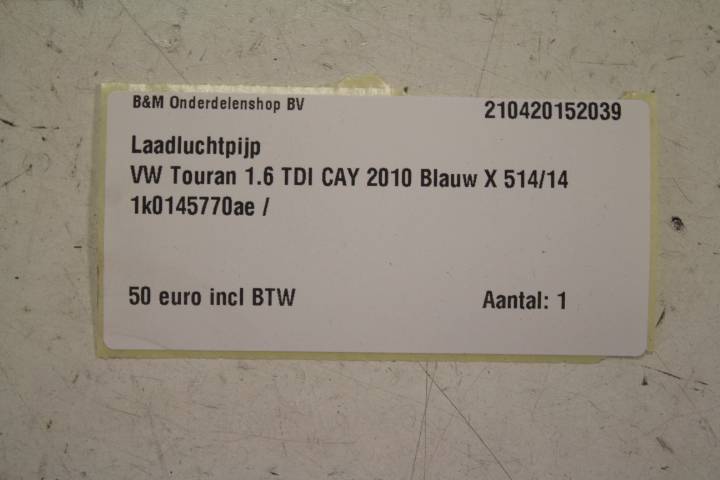 B&M Onderdelenshop BV 210420152039
Laadluchtpijp
VW Touran 1.6 TDI CAY 2010 Blauw X 514/14
1k0145770ae /
50 euro incl BTW Aantal: 1